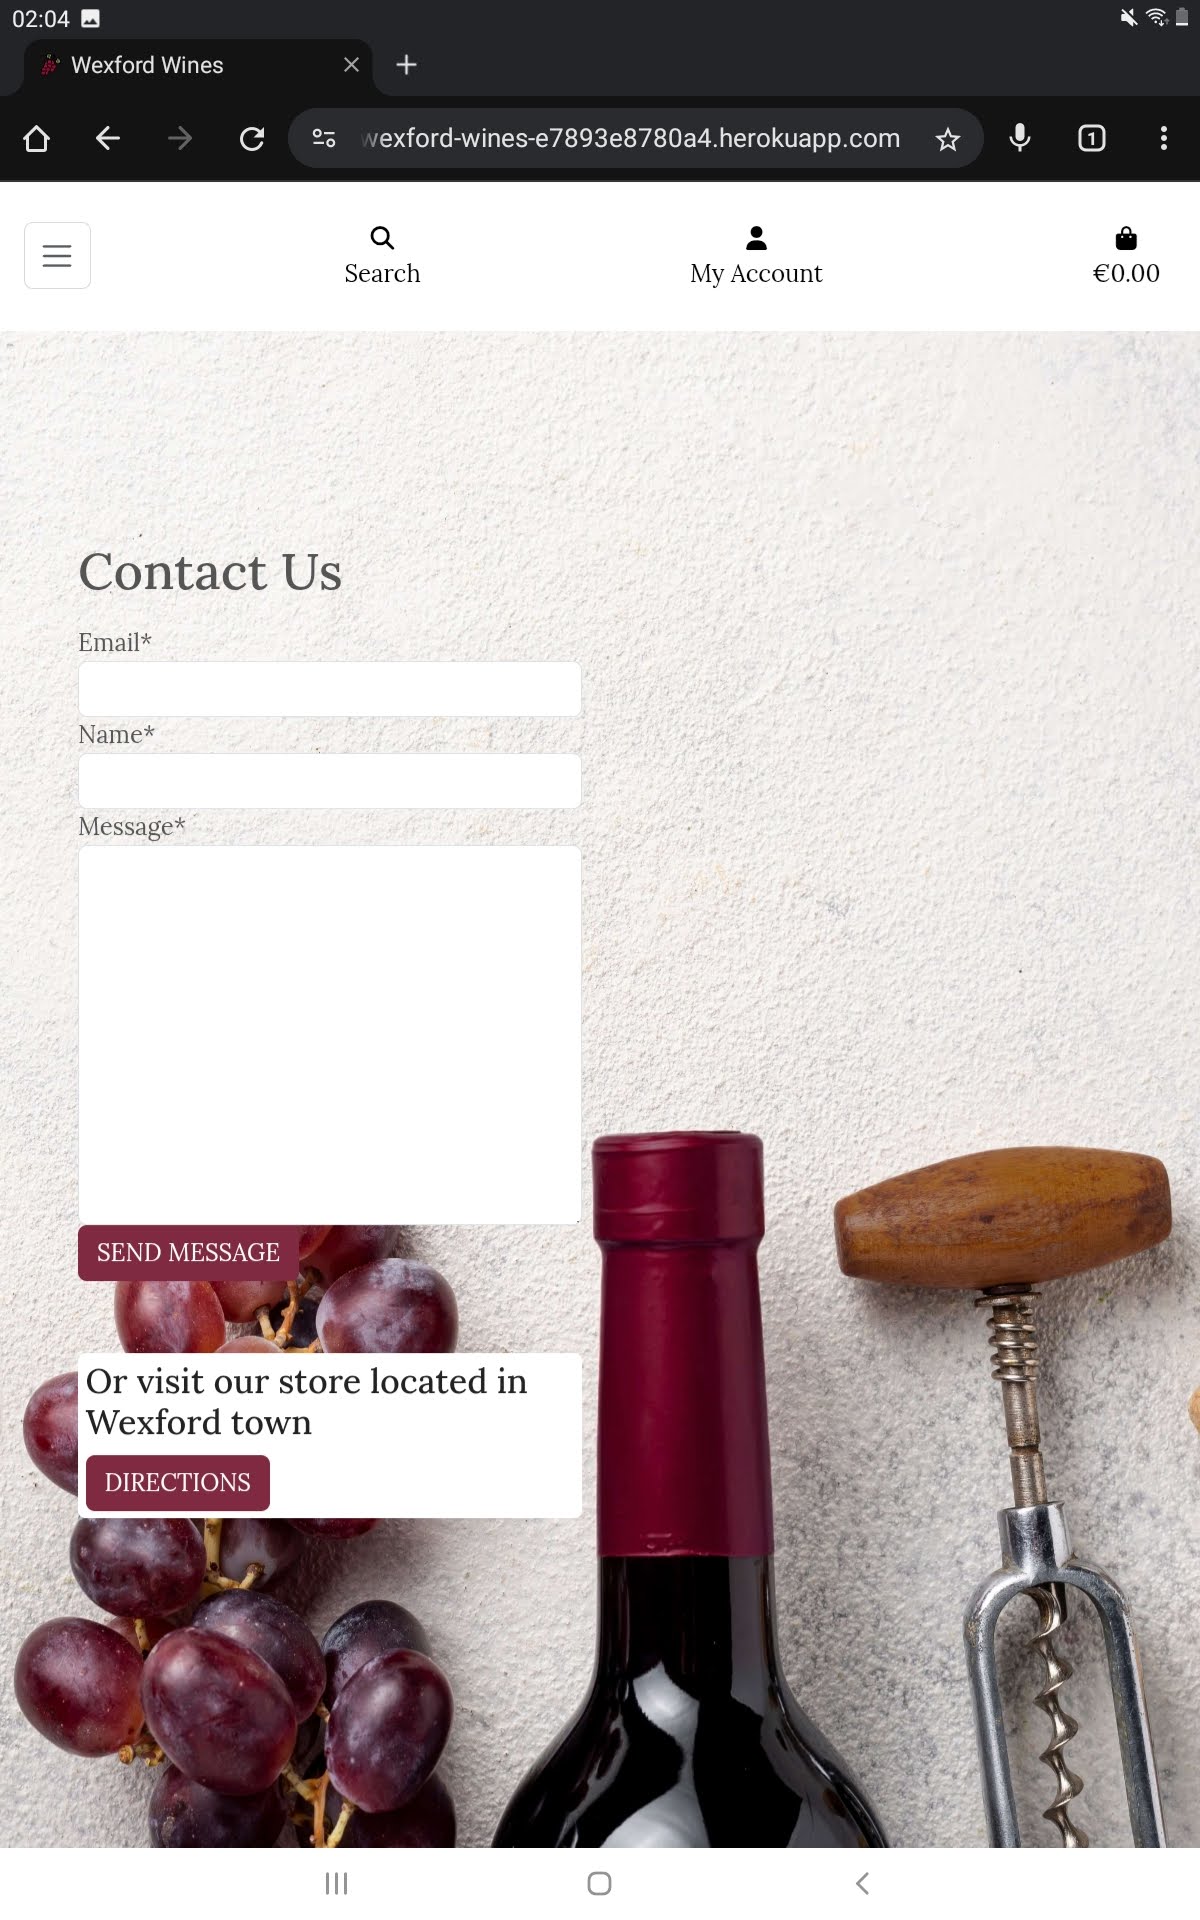 02:04
Wexford Wines
wexford-wines-e7893e8780a4.herokuapp.com
1
Search
My Account
€0.00
Contact Us
Email*
Name*
Message*
SEND MESSAGE
Or visit our store located in
Wexford town
DIRECTIONS